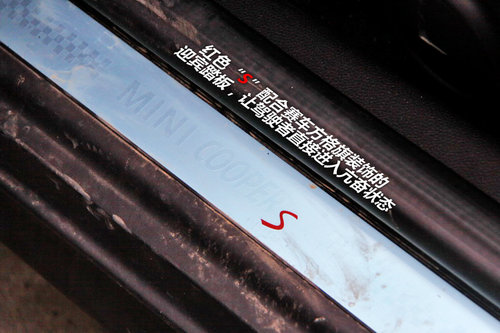 红色 "S" 配合赛车方格旗装饰的
迎宾踏板，让驾驶者直接进入亢奋状态
MINI COOPER S